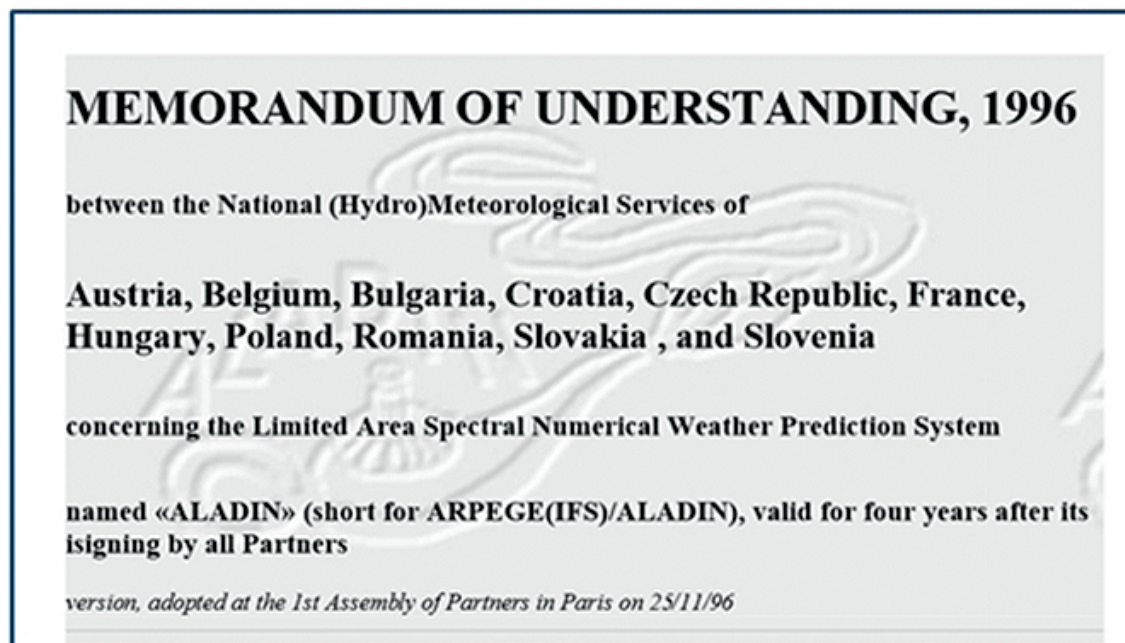 MEMORANDUM OF UNDERSTANDING, 1996
between the National (Hydro)Meteorological Services of
Austria, Belgium, Bulgaria, Croatia, Czech Republic, France,
Hungary, Poland, Romania, Slovakia , and Slovenia
concerning the Limited Area Spectral Numerical Weather Prediction System
named «ALADIN» (short for ARPEGE(IFS)/ALADIN), valid for four years after its
isigning by all Partners
version, adopted at the 1st Assembly of Partners in Paris on 25/11/96